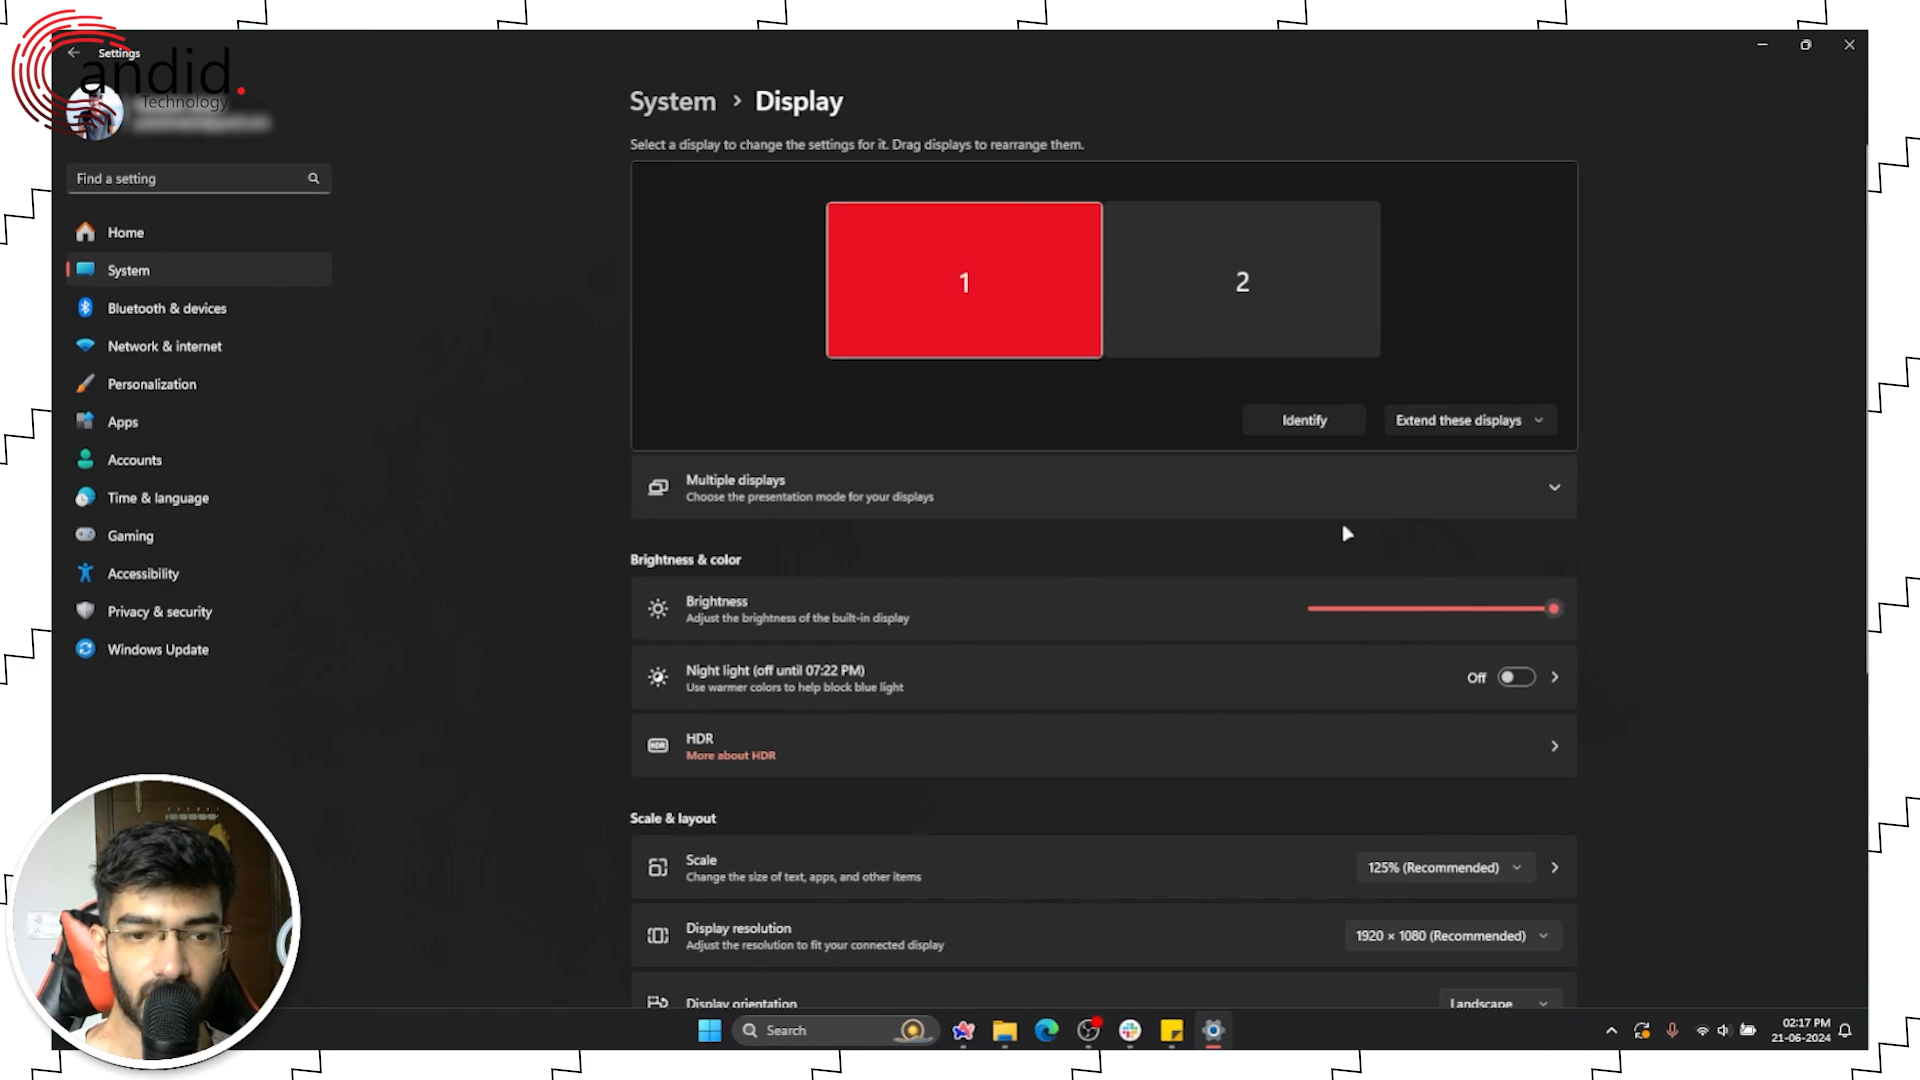 Settings
Candid.
Technology
Find a setting
Home
System
Bluetooth & devices
Network & internet
Personalization
Apps
Accounts
Time & language
Gaming
Accessibility
Privacy & security
Windows Update
System › Display
Select a display to change the settings for it. Drag displays to rearrange them.
1
2
Identify
Extend these displays
Multiple displays
Choose the presentation mode for your displays
Brightness & color
Brightness
Adjust the brightness of the built-in display
Night light (off until 07:22 PM)
Use warmer colors to help block blue light
Off
HDR
HDR
More about HDR
Scale & layout
Scale
Change the size of text, apps, and other items
125% (Recommended)
Display resolution
Adjust the resolution to fit your connected display
1920 × 1080 (Recommended)
Display orientation
Landscape
Search
02:17 PM
21-06-2024